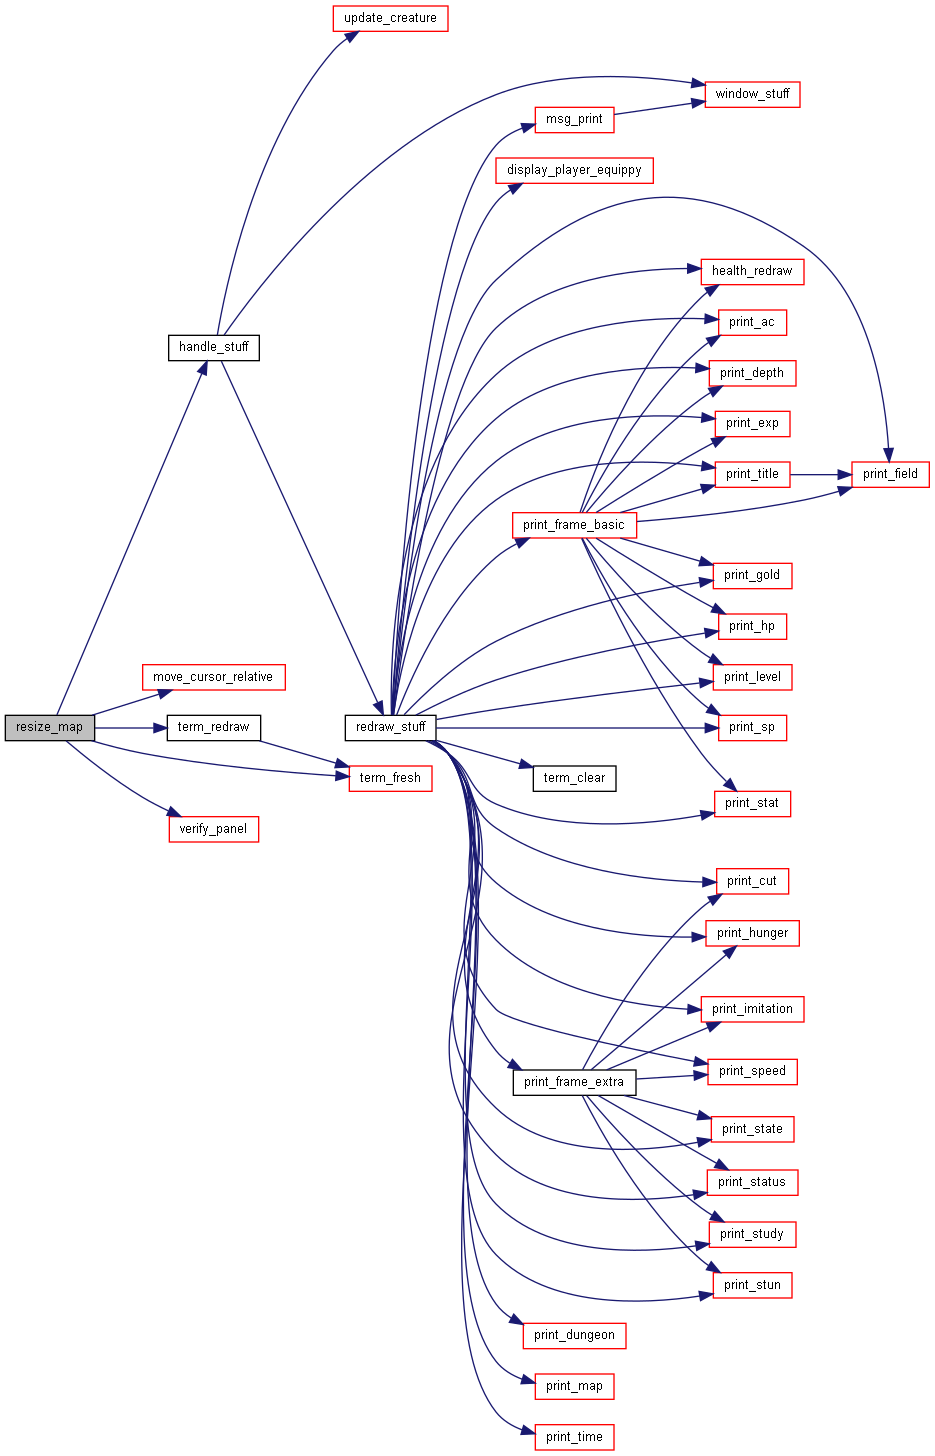 update_creature
window_stuff
msg_print
display_player_equippy
health_redraw
print_ac
handle_stuff
print_depth
print_exp
print_title
print_field
print_frame_basic
print_gold
print_hp
move_cursor_relative
print_level
resize_map
term_redraw
redraw_stuff
print_sp
term_fresh
term_clear
print_stat
verify_panel
print_cut
print_hunger
print_imitation
print_speed
print_frame_extra
print_state
print_status
print_study
print_stun
print_dungeon
print_map
print_time